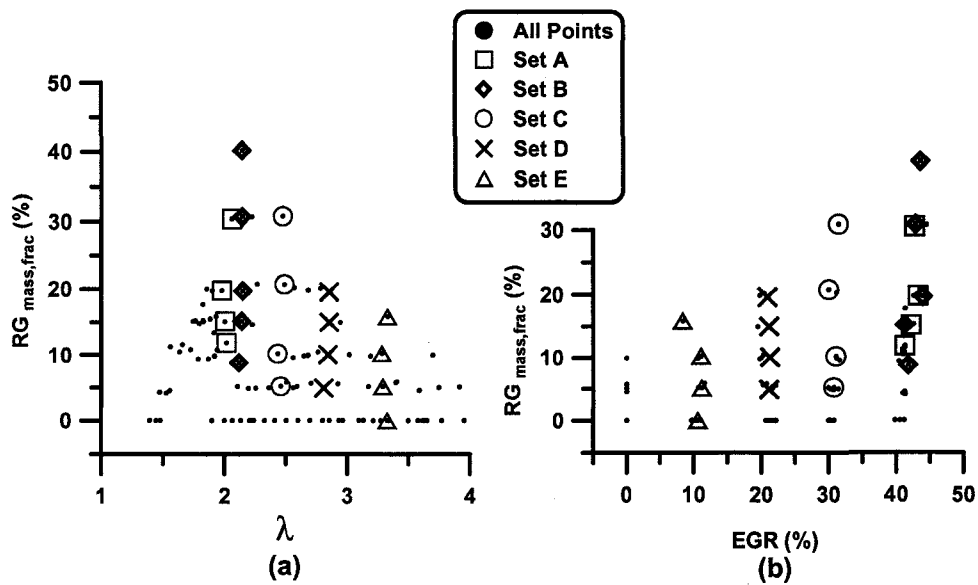 All Points
Set A
Set B
Set C
Set D
Set E
50
40
30
20
10
0
RG mass,frac (%)
1 2 3 4
λ
(a)
30
20
10
0
RG mass,frac (%)
0 10 20 30 40 50
EGR (%)
(b)